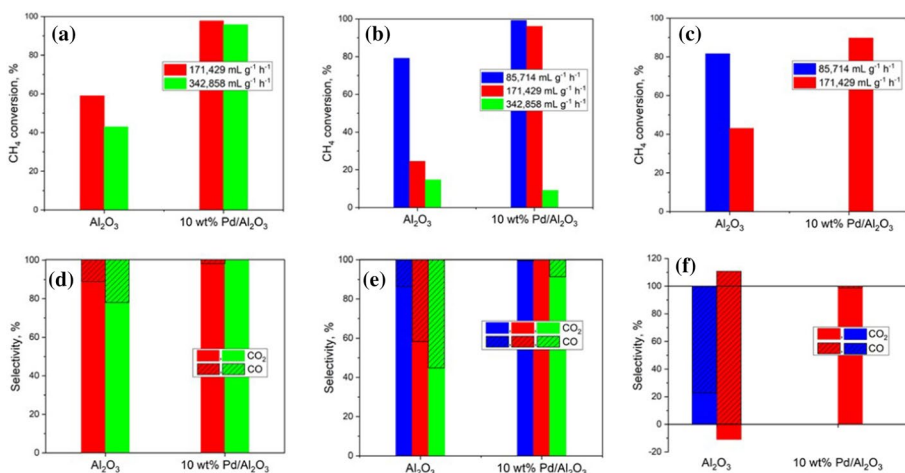 (a)
CH₄ conversion, %
100
80
60
40
20
0
171,429 mL g⁻¹ h⁻¹
342,858 mL g⁻¹ h⁻¹
Al₂O₃
10 wt% Pd/Al₂O₃
(b)
CH₄ conversion, %
100
80
60
40
20
0
85,714 mL g⁻¹ h⁻¹
171,429 mL g⁻¹ h⁻¹
342,858 mL g⁻¹ h⁻¹
Al₂O₃
10 wt% Pd/Al₂O₃
(c)
CH₄ conversion, %
100
80
60
40
20
0
85,714 mL g⁻¹ h⁻¹
171,429 mL g⁻¹ h⁻¹
Al₂O₃
10 wt% Pd/Al₂O₃
(d)
Selectivity, %
100
80
60
40
20
0
CO₂
CO
Al₂O₃
10 wt% Pd/Al₂O₃
(e)
Selectivity, %
100
80
60
40
20
0
CO₂
CO
Al₂O₃
10 wt% Pd/Al₂O₃
(f)
Selectivity, %
120
100
80
60
40
20
0
-20
CO₂
CO
Al₂O₃
10 wt% Pd/Al₂O₃